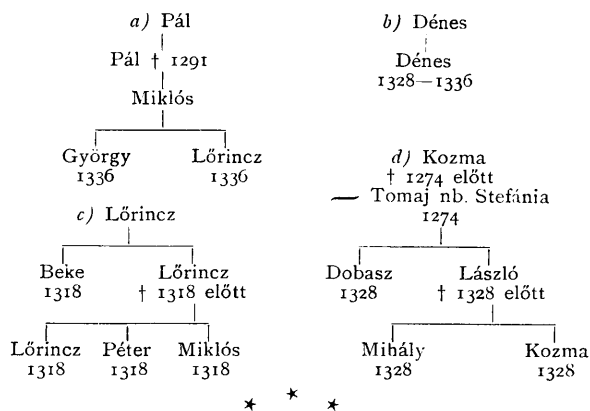 a) Pál
Pál † 1291
Miklós
György Lőrincz
1336 1336
b) Dénes
Dénes
1328—1336
c) Lőrincz
Beke Lőrincz
1318 † 1318 előtt
Lőrincz Péter Miklós
1318 1318 1318
d) Kozma
† 1274 előtt
— Tomaj nb. Stefánia
1274
Dobasz László
1328 † 1328 előtt
Mihály Kozma
1328 1328